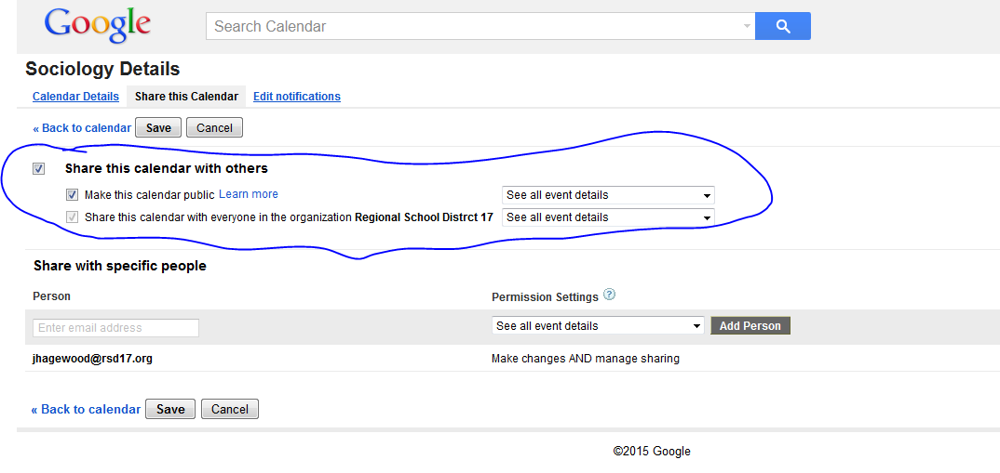 Google
Search Calendar
Sociology Details
Calendar Details Share this Calendar Edit notifications
« Back to calendar Save Cancel
Share this calendar with others
Make this calendar public Learn more See all event details
Share this calendar with everyone in the organization Regional School Distrct 17 See all event details
Share with specific people
Person Permission Settings ?
Enter email address See all event details Add Person
jhagewood@rsd17.org Make changes AND manage sharing
« Back to calendar Save Cancel
©2015 Google